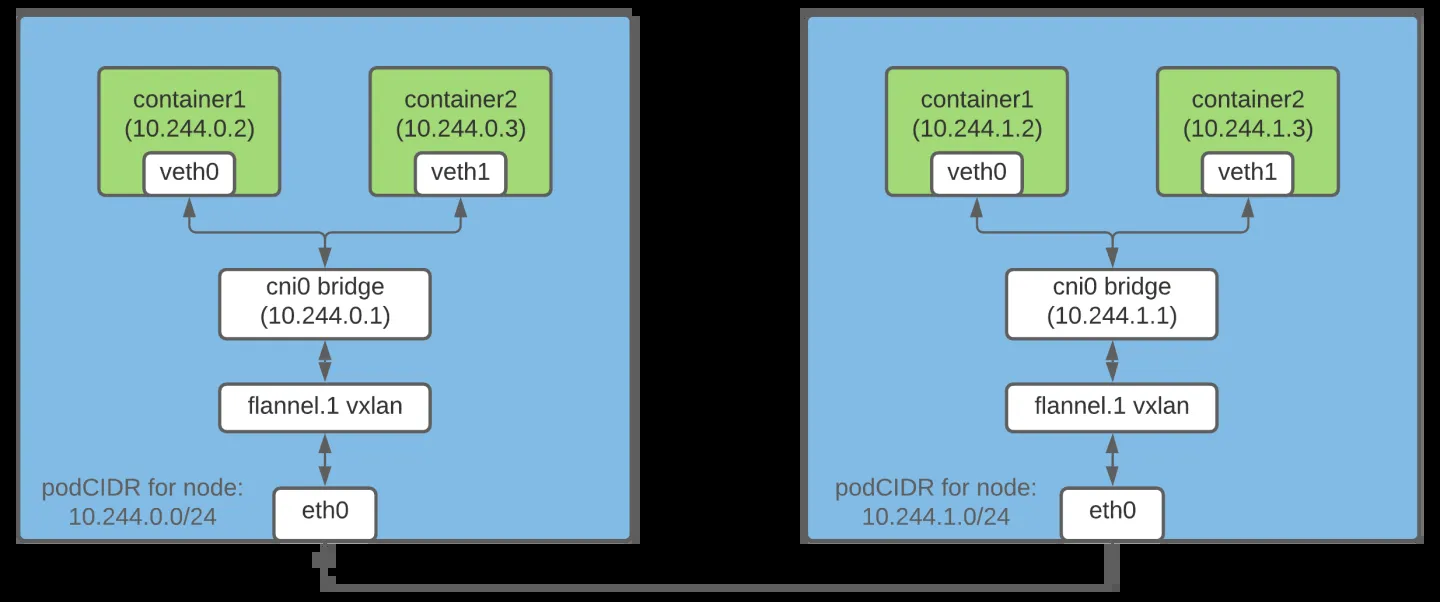 container1
(10.244.0.2)
veth0
container2
(10.244.0.3)
veth1
cni0 bridge
(10.244.0.1)
flannel.1 vxlan
podCIDR for node:
10.244.0.0/24
eth0
container1
(10.244.1.2)
veth0
container2
(10.244.1.3)
veth1
cni0 bridge
(10.244.1.1)
flannel.1 vxlan
podCIDR for node:
10.244.1.0/24
eth0